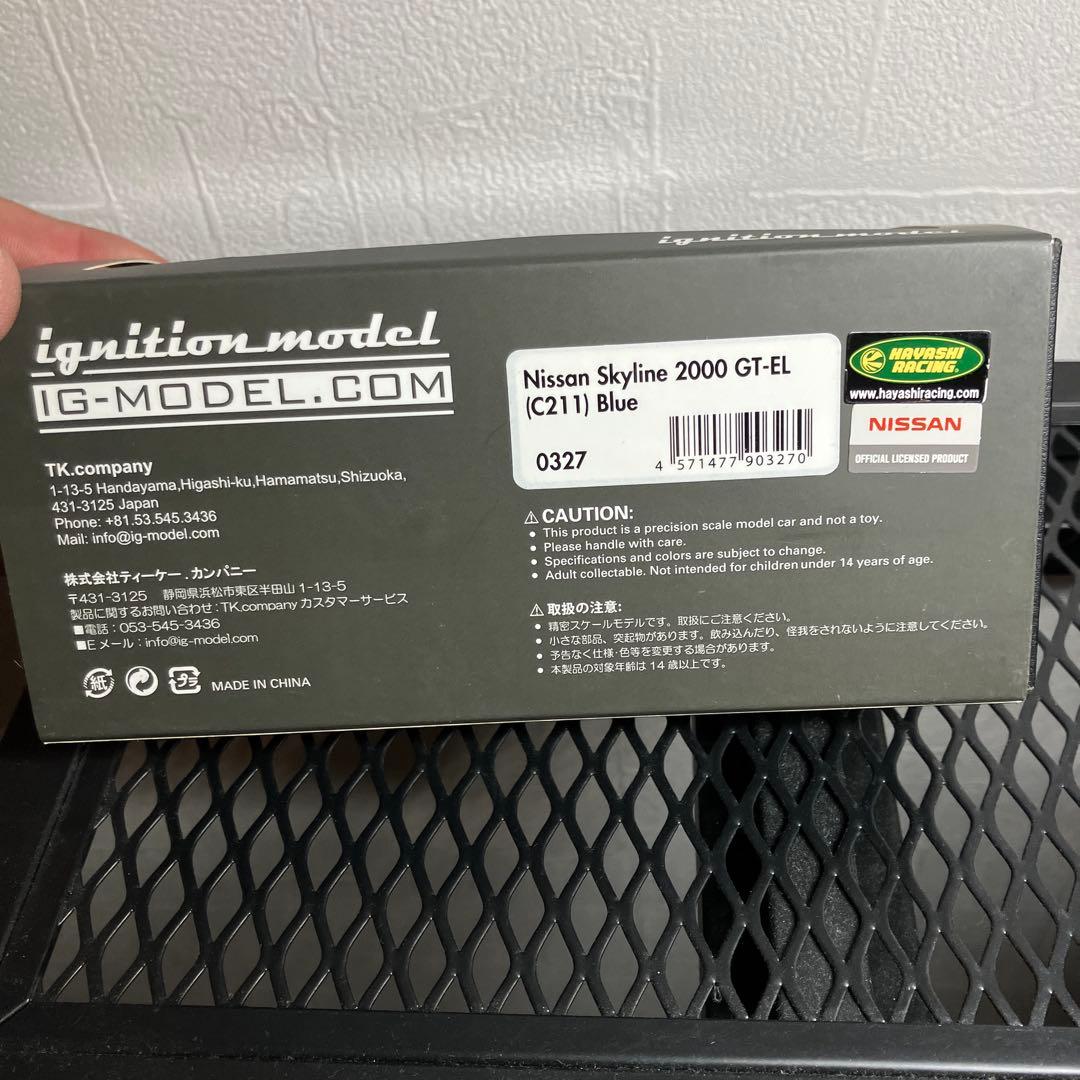 ignition model
ignition model
IG-MODEL.COM
TK.company
1-13-5 Handayama,Higashi-ku,Hamamatsu,Shizuoka,
431-3125 Japan
Phone: +81.53.545.3436
Mail: info@ig-model.com
株式会社ティーケー.カンパニー
〒431-3125 静岡県浜松市東区半田山 1-13-5
製品に関するお問い合わせ:TK.company カスタマーサービス
■電話:053-545-3436
■E メール:info@ig-model.com
紙
プラ
MADE IN CHINA
Nissan Skyline 2000 GT-EL
(C211) Blue
0327
4 571477 903270
HAYASHI
RACING.
www.hayashiracing.com
NISSAN
OFFICIAL LICENSED PRODUCT
⚠ CAUTION:
• This product is a precision scale model car and not a toy.
• Please handle with care.
• Specifications and colors are subject to change.
• Adult collectable. Not intended for children under 14 years of age.
⚠ 取扱の注意:
• 精密スケールモデルです。取扱にご注意ください。
• 小さな部品、突起物があります。飲み込んだり、怪我をされないように注意してください。
• 予告なく仕様・色等を変更する場合があります。
• 本製品の対象年齢は 14 歳以上です。